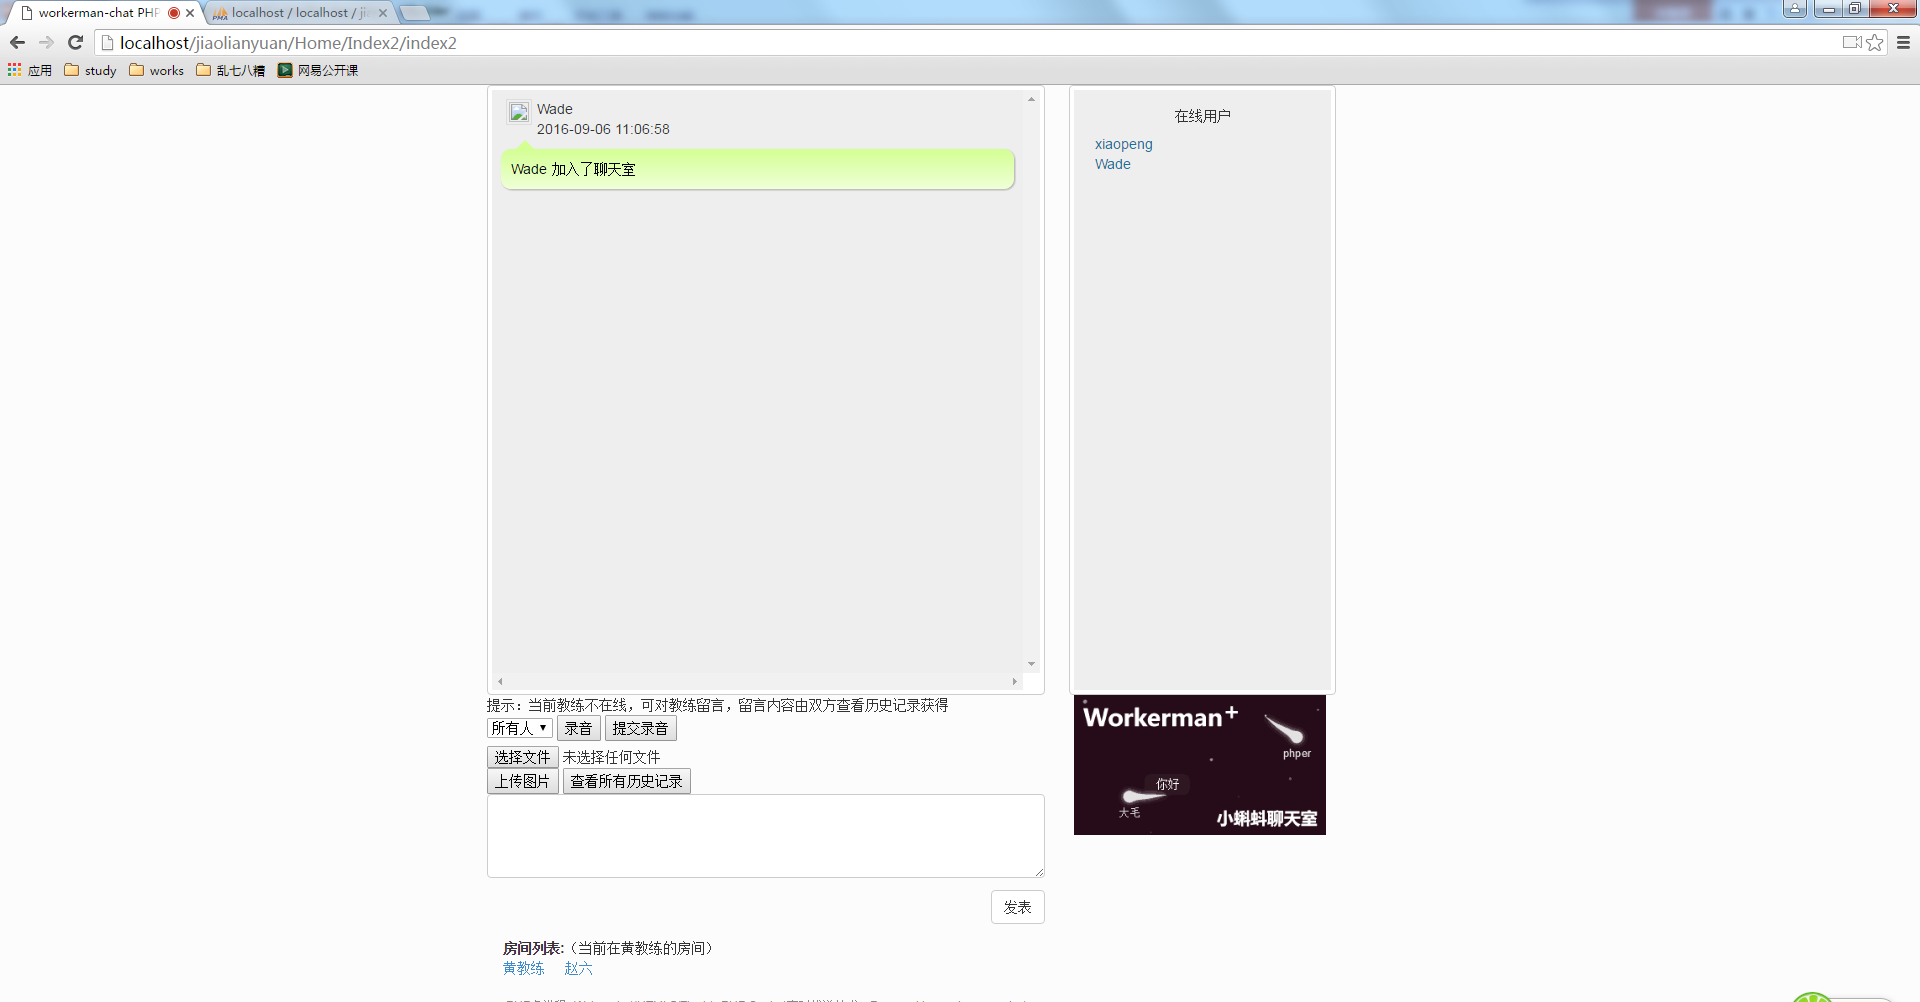 workerman-chat PHP
localhost / localhost / ji
localhost/jiaolianyuan/Home/Index2/index2
应用 study works 乱七八糟 网易公开课
Wade
2016-09-06 11:06:58
Wade 加入了聊天室
在线用户
xiaopeng
Wade
提示：当前教练不在线，可对教练留言，留言内容由双方查看历史记录获得
所有人 录音 提交录音
选择文件 未选择任何文件
上传图片 查看所有历史记录
Workerman+
phper
你好
大毛
小蝌蚪聊天室
发表
房间列表:（当前在黄教练的房间）
黄教练 赵六